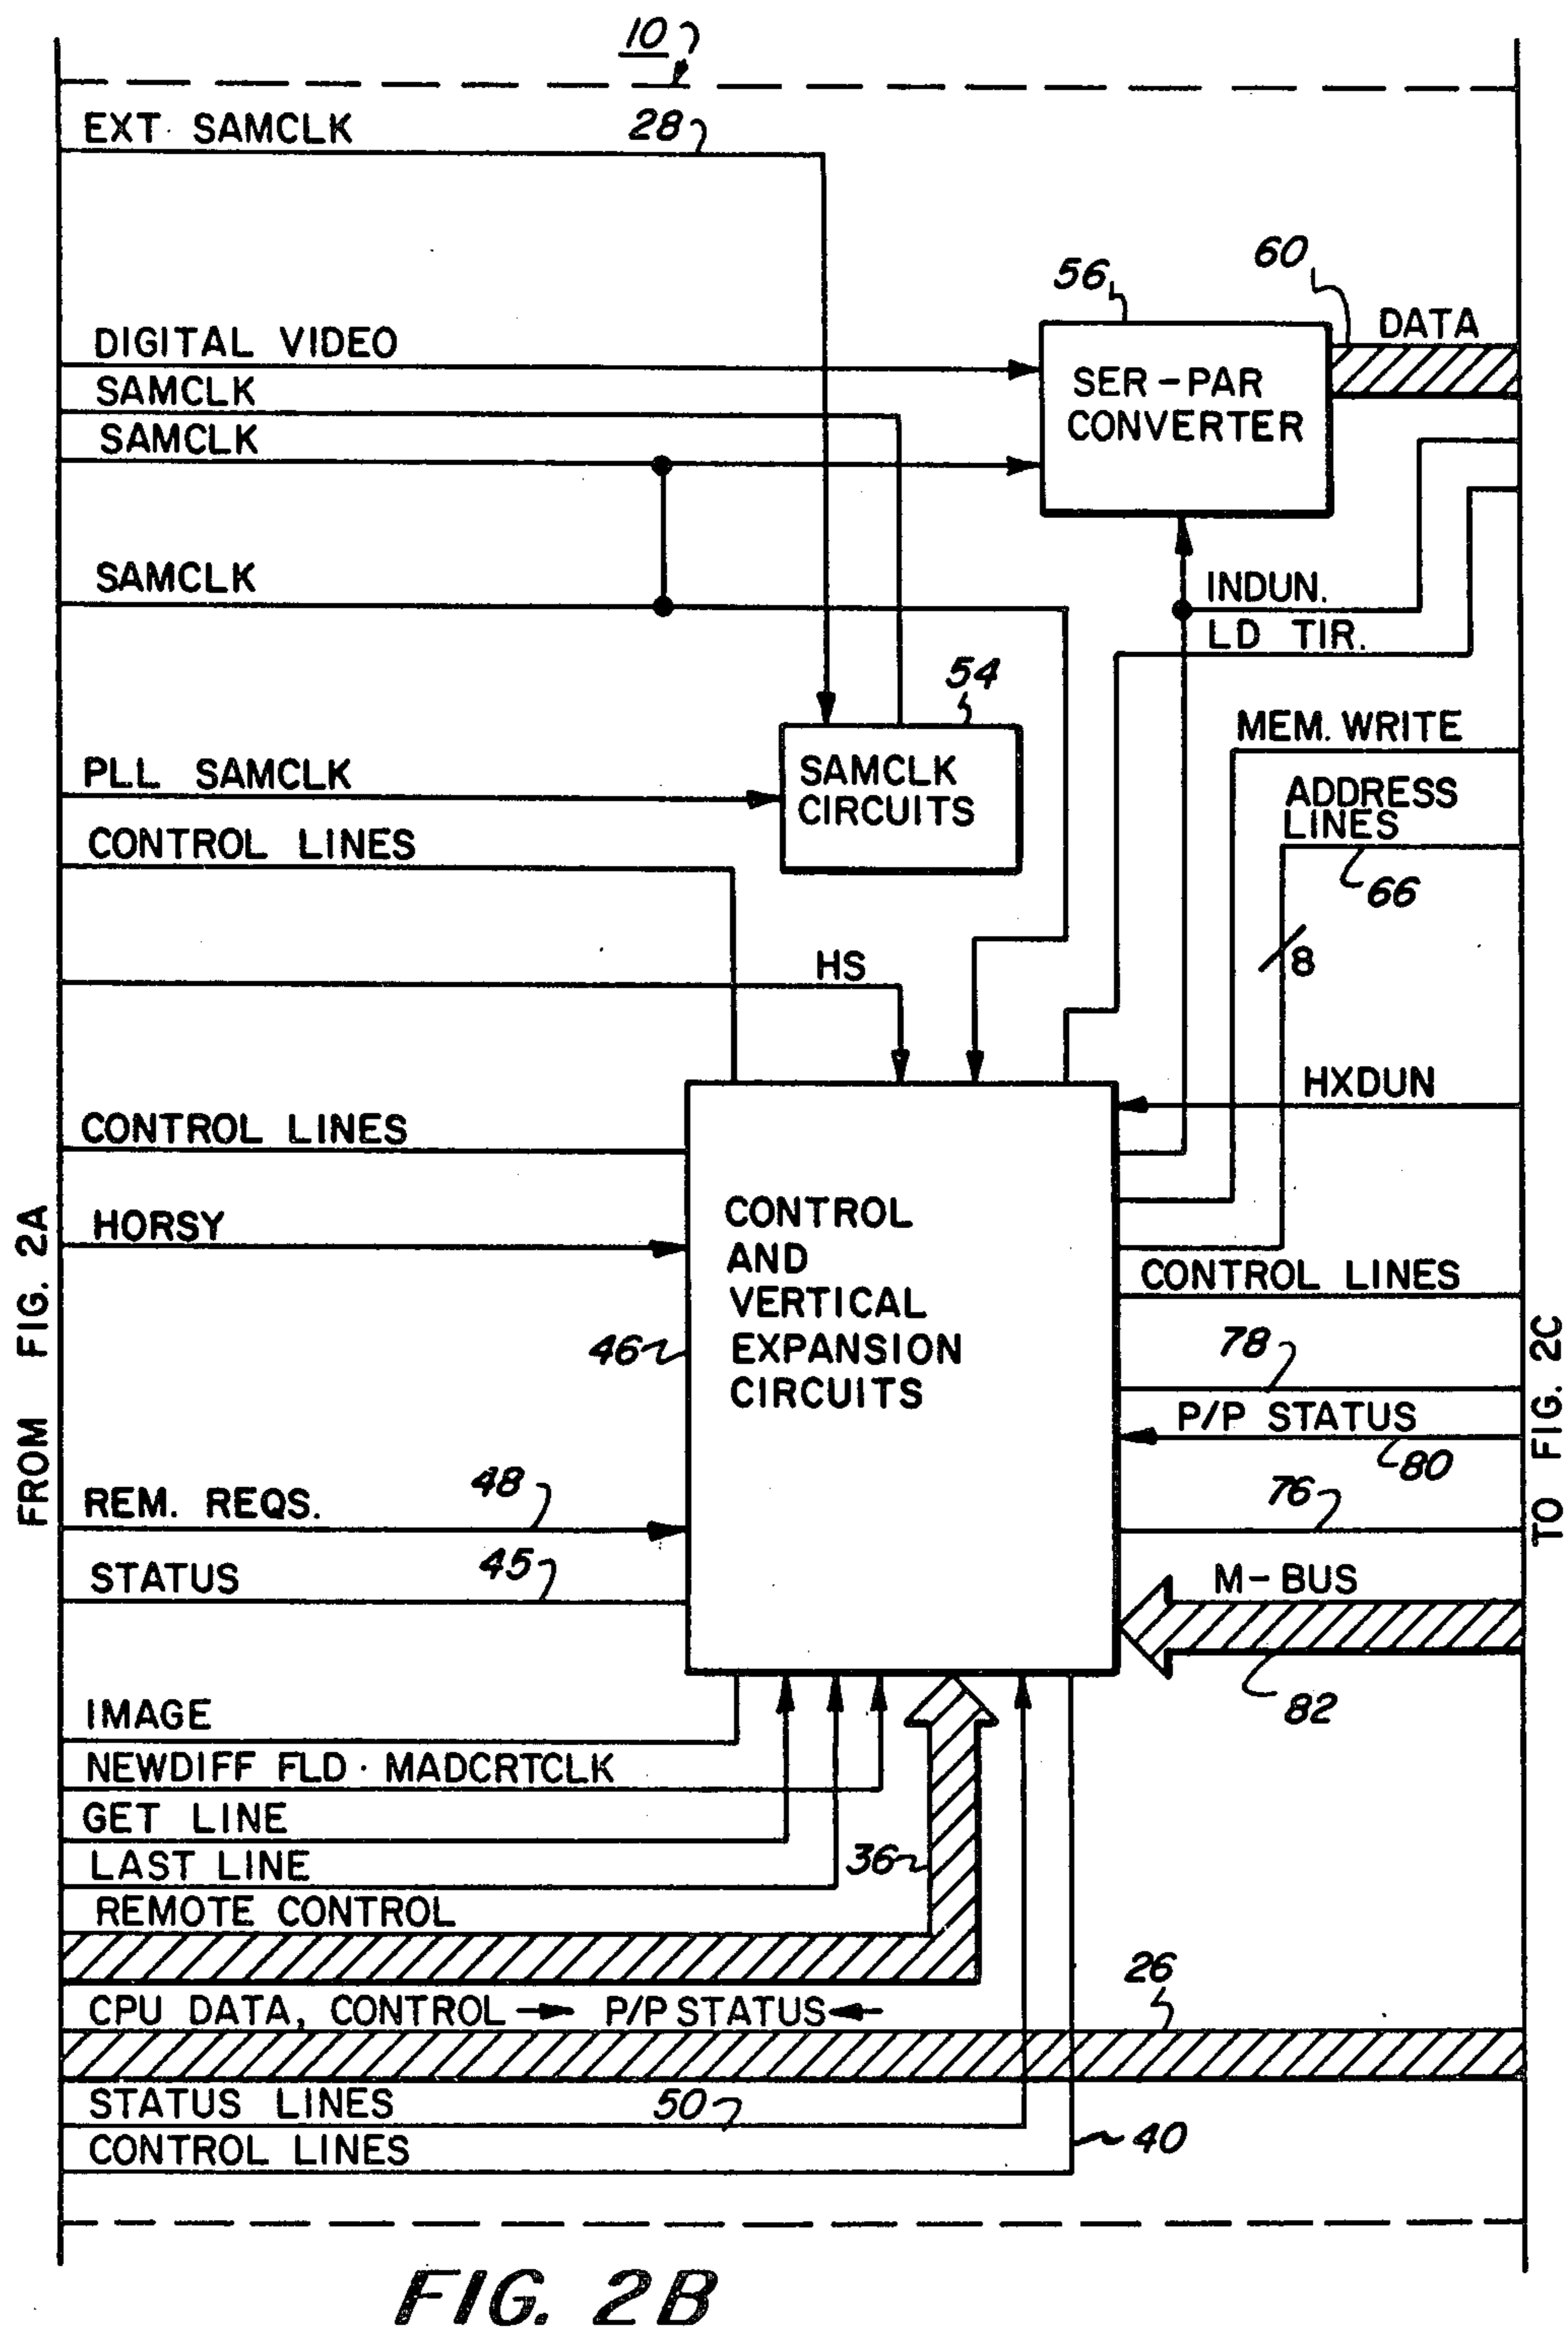 10
EXT. SAMCLK
28
56
60
DATA
DIGITAL VIDEO
SAMCLK
SAMCLK
SER-PAR
CONVERTER
SAMCLK
INDUN.
LD TIR.
54
MEM. WRITE
PLL SAMCLK
SAMCLK
CIRCUITS
ADDRESS
LINES
66
CONTROL LINES
8
HS
HXDUN
CONTROL LINES
HORSY
CONTROL
AND
VERTICAL
EXPANSION
CIRCUITS
46
CONTROL LINES
78
P/P STATUS
80
FROM FIG. 2A
TO FIG. 2C
REM. REQS.
48
76
STATUS
45
M-BUS
82
IMAGE
NEWDIFF FLD · MADCRTCLK
GET LINE
LAST LINE
36
REMOTE CONTROL
26
CPU DATA, CONTROL → P/P STATUS ←
STATUS LINES
50
CONTROL LINES
40
FIG. 2B